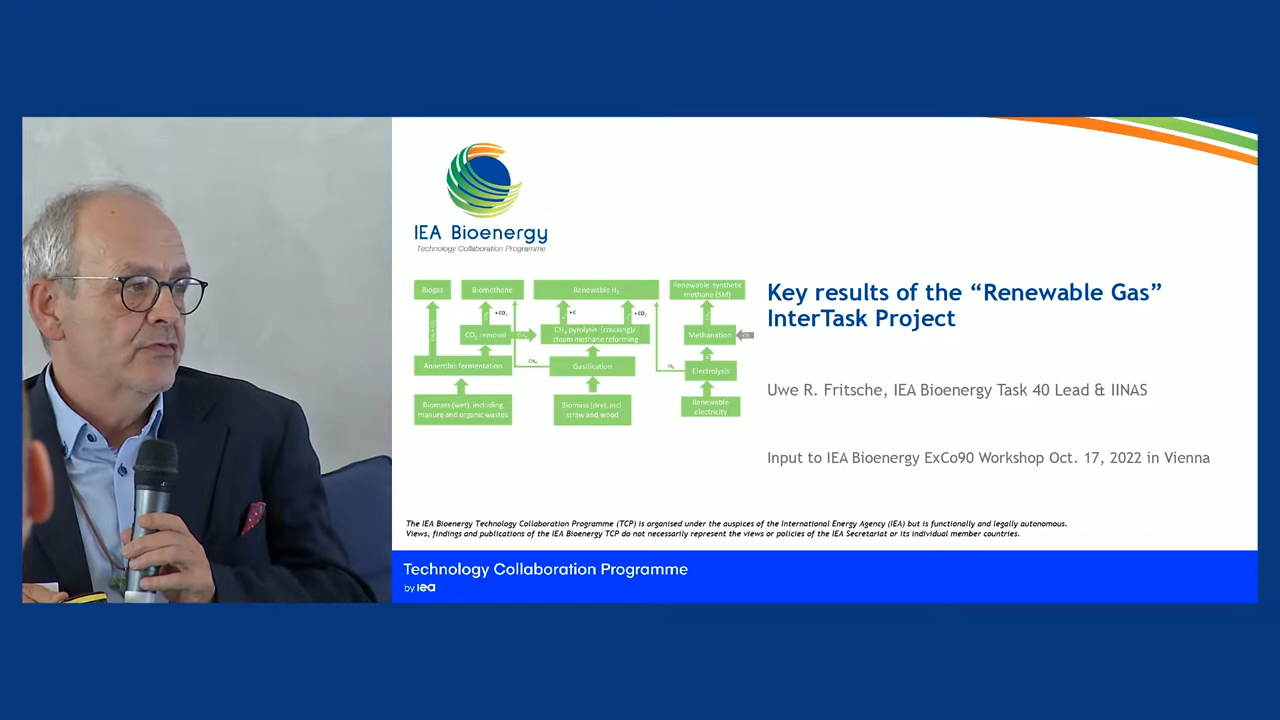 IEA Bioenergy
Technology Collaboration Programme
Biogas
Biomethane
Renewable H2
Renewable synthetic
methane (SM)
+ CO2
+ C
+ CO2
CO2 removal
CH4 pyrolysis (cracking)/
steam methane reforming
Methanation
Anaerobic fermentation
CH4
Gasification
H2
Electrolysis
Biomass (wet), including
manure and organic wastes
Biomass (dry), incl
straw and wood
Renewable
electricity
Key results of the “Renewable Gas”
InterTask Project
Uwe R. Fritsche, IEA Bioenergy Task 40 Lead & IINAS
Input to IEA Bioenergy ExCo90 Workshop Oct. 17, 2022 in Vienna
The IEA Bioenergy Technology Collaboration Programme (TCP) is organised under the auspices of the International Energy Agency (IEA) but is functionally and legally autonomous.
Views, findings and publications of the IEA Bioenergy TCP do not necessarily represent the views or policies of the IEA Secretariat or its individual member countries.
Technology Collaboration Programme
by iea